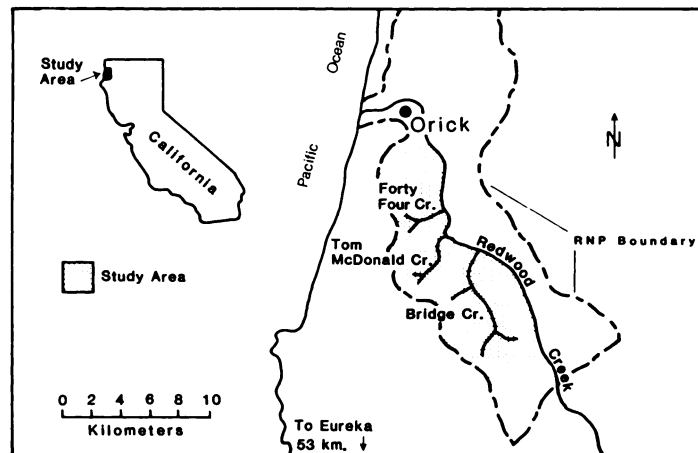 Study
Area
California
Study Area
0 2 4 6 8 10
Kilometers
Ocean
Pacific
Orick
N
Forty
Four Cr.
Tom
McDonald Cr.
Bridge Cr.
Redwood
Creek
RNP Boundary
To Eureka
53 km.